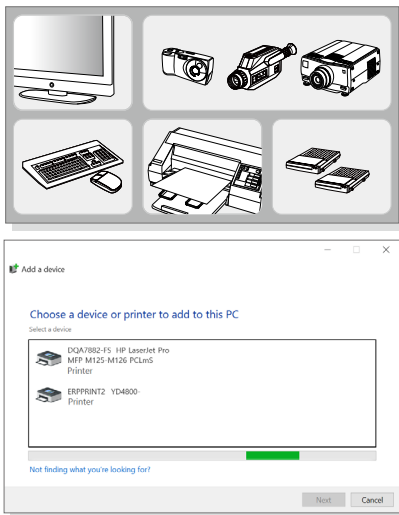 Add a device
Choose a device or printer to add to this PC
Select a device
DQA7882-F5 HP LaserJet Pro
MFP M125-M126 PCLmS
Printer
ERPPRINT2 YD4800-
Printer
Not finding what you're looking for?
Next Cancel